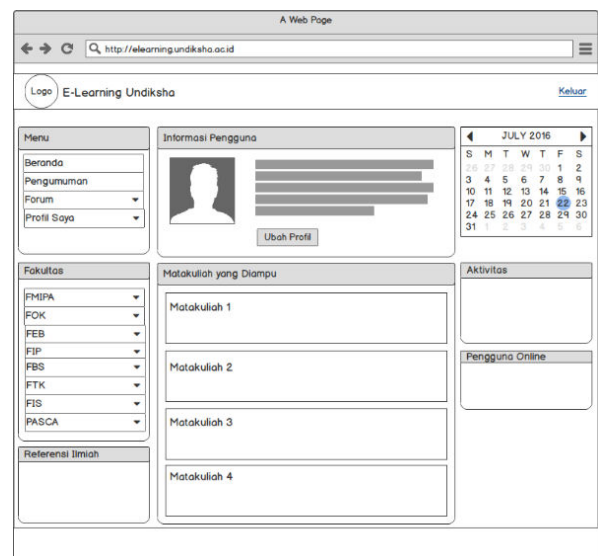 A Web Page
http://elearning.undiksha.ac.id
Logo
E-Learning Undiksha
Keluar
Menu
Beranda
Pengumuman
Forum
Profil Saya
Fakultas
FMIPA
FOK
FEB
FIP
FBS
FTK
FIS
PASCA
Referensi Ilmiah
Informasi Pengguna
Ubah Profil
Matakuliah yang Diampu
Matakuliah 1
Matakuliah 2
Matakuliah 3
Matakuliah 4
JULY 2016
S M T W T F S
26 27 28 29 30 1 2
3 4 5 6 7 8 9
10 11 12 13 14 15 16
17 18 19 20 21 22 23
24 25 26 27 28 29 30
31 1 2 3 4 5 6
Aktivitas
Pengguna Online